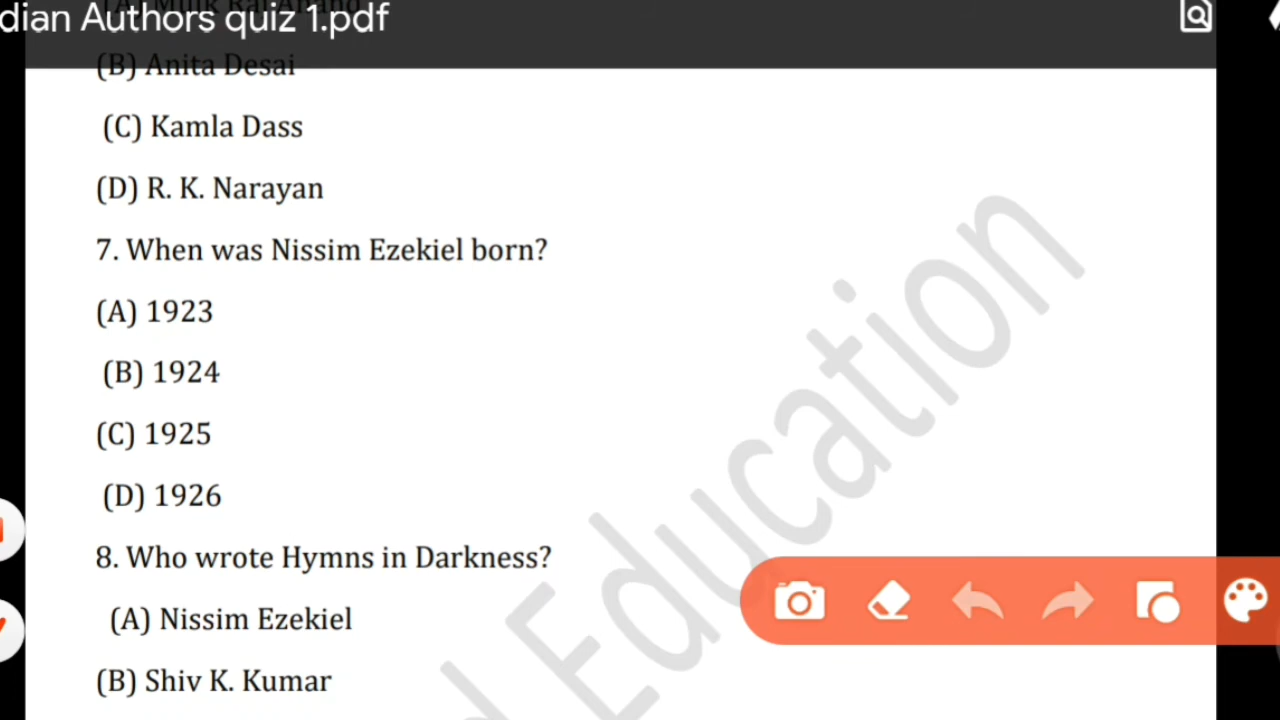 dian Authors quiz 1.pdf
(B) Anita Desai
(C) Kamla Dass
(D) R. K. Narayan
7. When was Nissim Ezekiel born?
(A) 1923
(B) 1924
(C) 1925
(D) 1926
8. Who wrote Hymns in Darkness?
(A) Nissim Ezekiel
(B) Shiv K. Kumar
d Education